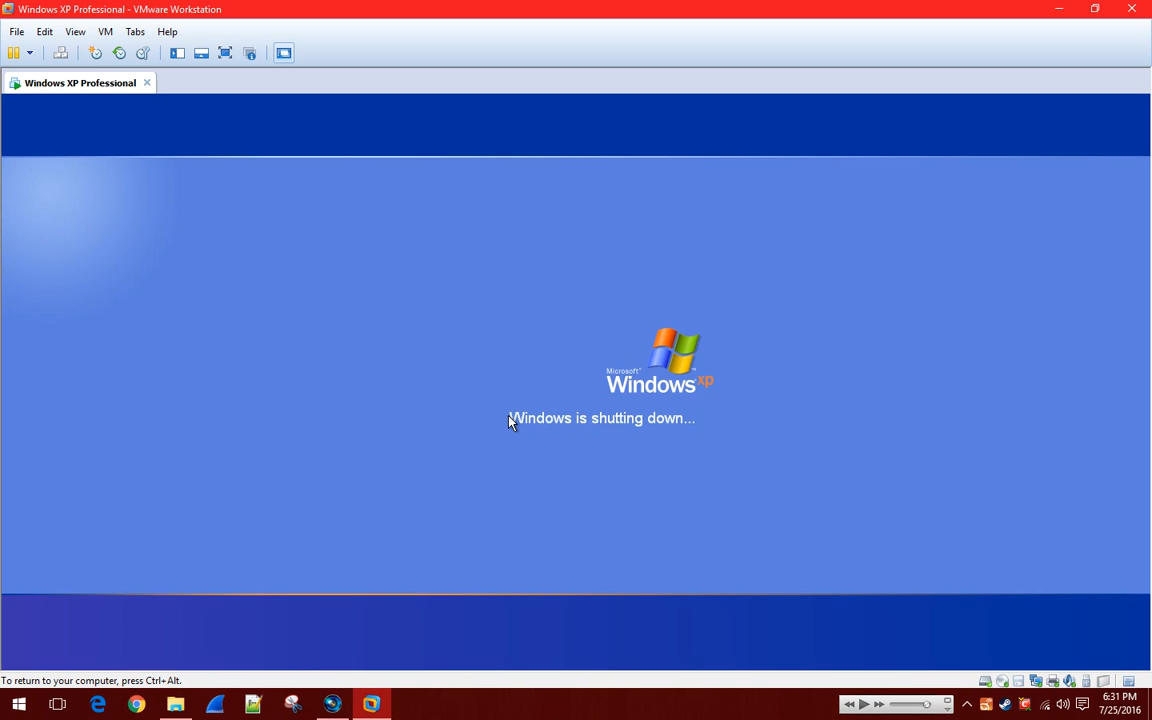 Windows XP Professional - VMware Workstation
File Edit View VM Tabs Help
Windows XP Professional
Microsoft
Windows xp
Windows is shutting down...
To return to your computer, press Ctrl+Alt.
6:31 PM
7/25/2016